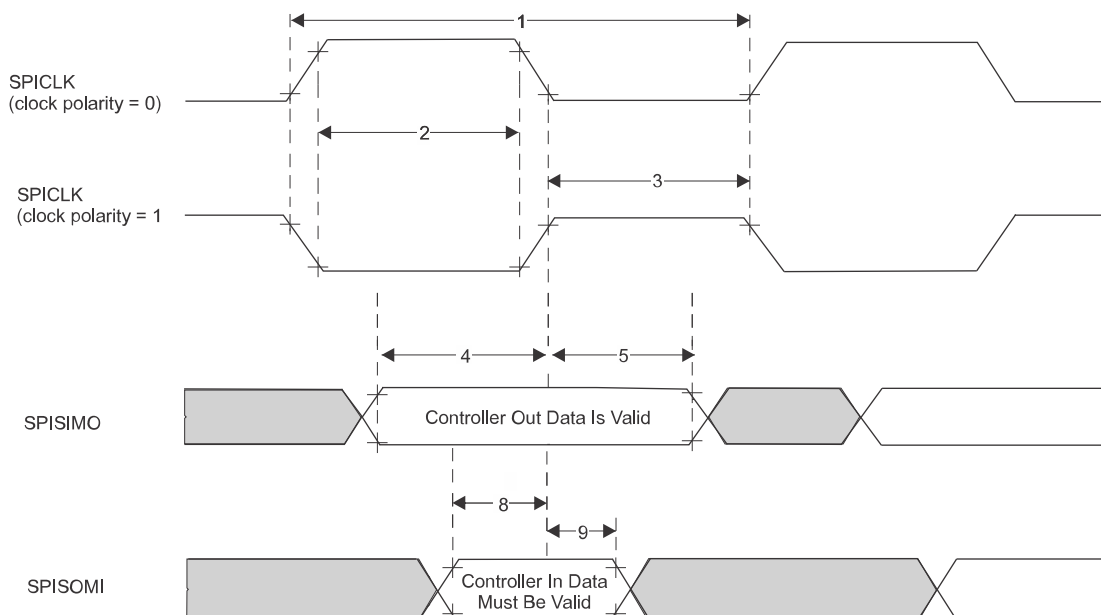 1
SPICLK
(clock polarity = 0)
2
3
SPICLK
(clock polarity = 1
4
5
SPISIMO
Controller Out Data Is Valid
8
9
SPISOMI
Controller In Data
Must Be Valid